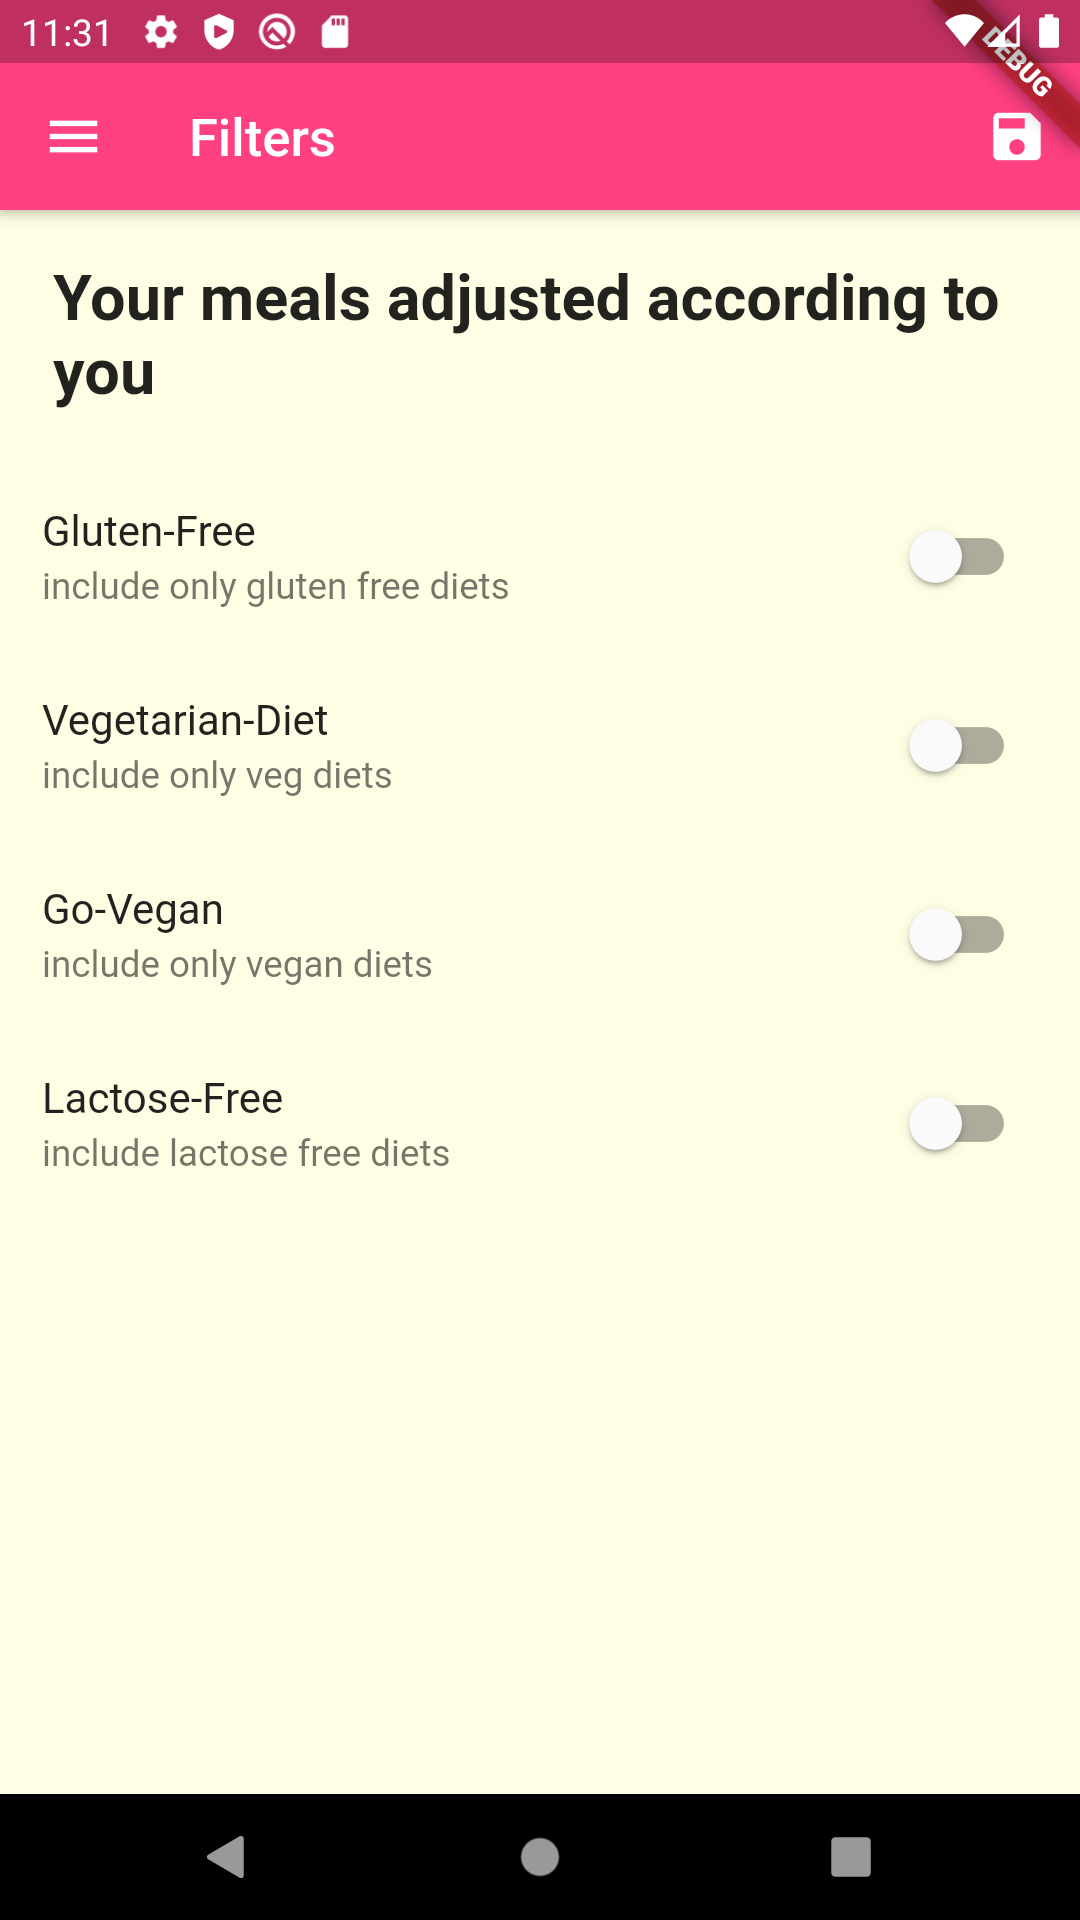 11:31
DEBUG
Filters
Your meals adjusted according to
you
Gluten-Free
include only gluten free diets
Vegetarian-Diet
include only veg diets
Go-Vegan
include only vegan diets
Lactose-Free
include lactose free diets